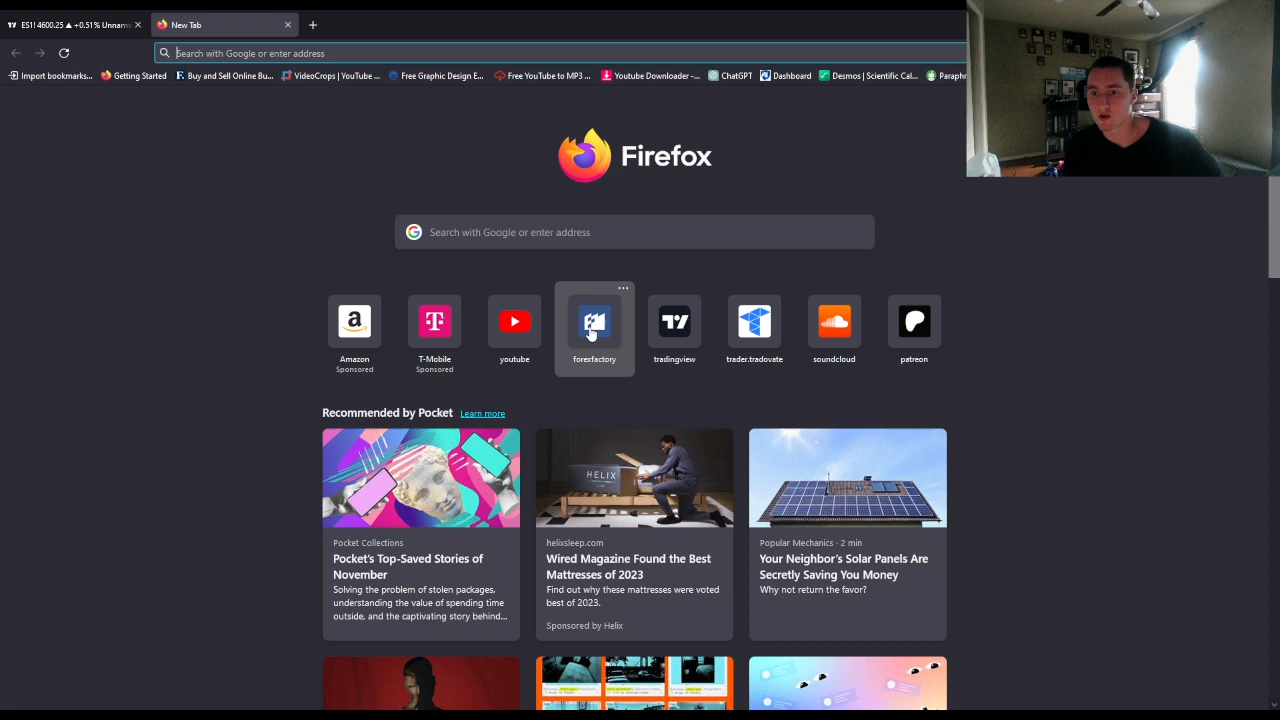 ES1! 4600.25 ▲ +0.51% Unnam
New Tab
Search with Google or enter address
Import bookmarks...
Getting Started
Buy and Sell Online Bu...
VideoCrops | YouTube ...
Free Graphic Design E...
Free YouTube to MP3 ...
Youtube Downloader -...
ChatGPT
Dashboard
Desmos | Scientific Cal...
Paraphr
Firefox
Search with Google or enter address
Amazon
Sponsored
T-Mobile
Sponsored
youtube
forexfactory
tradingview
trader.tradovate
soundcloud
patreon
Recommended by Pocket Learn more
Pocket Collections
Pocket's Top-Saved Stories of
November
Solving the problem of stolen packages,
understanding the value of spending time
outside, and the captivating story behind...
HELIX
helixsleep.com
Wired Magazine Found the Best
Mattresses of 2023
Find out why these mattresses were voted
best of 2023.
Sponsored by Helix
Popular Mechanics · 2 min
Your Neighbor's Solar Panels Are
Secretly Saving You Money
Why not return the favor?